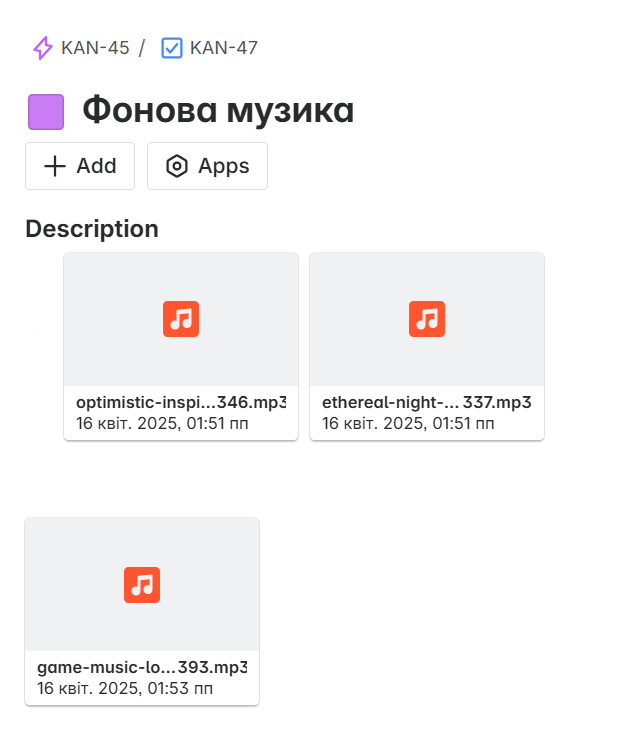 KAN-45 / KAN-47
Фонова музика
Add Apps
Description
optimistic-inspi...346.mp3 ethereal-night-... 337.mp3
16 квіт. 2025, 01:51 пп 16 квіт. 2025, 01:51 пп
game-music-lo...393.mp3
16 квіт. 2025, 01:53 пп